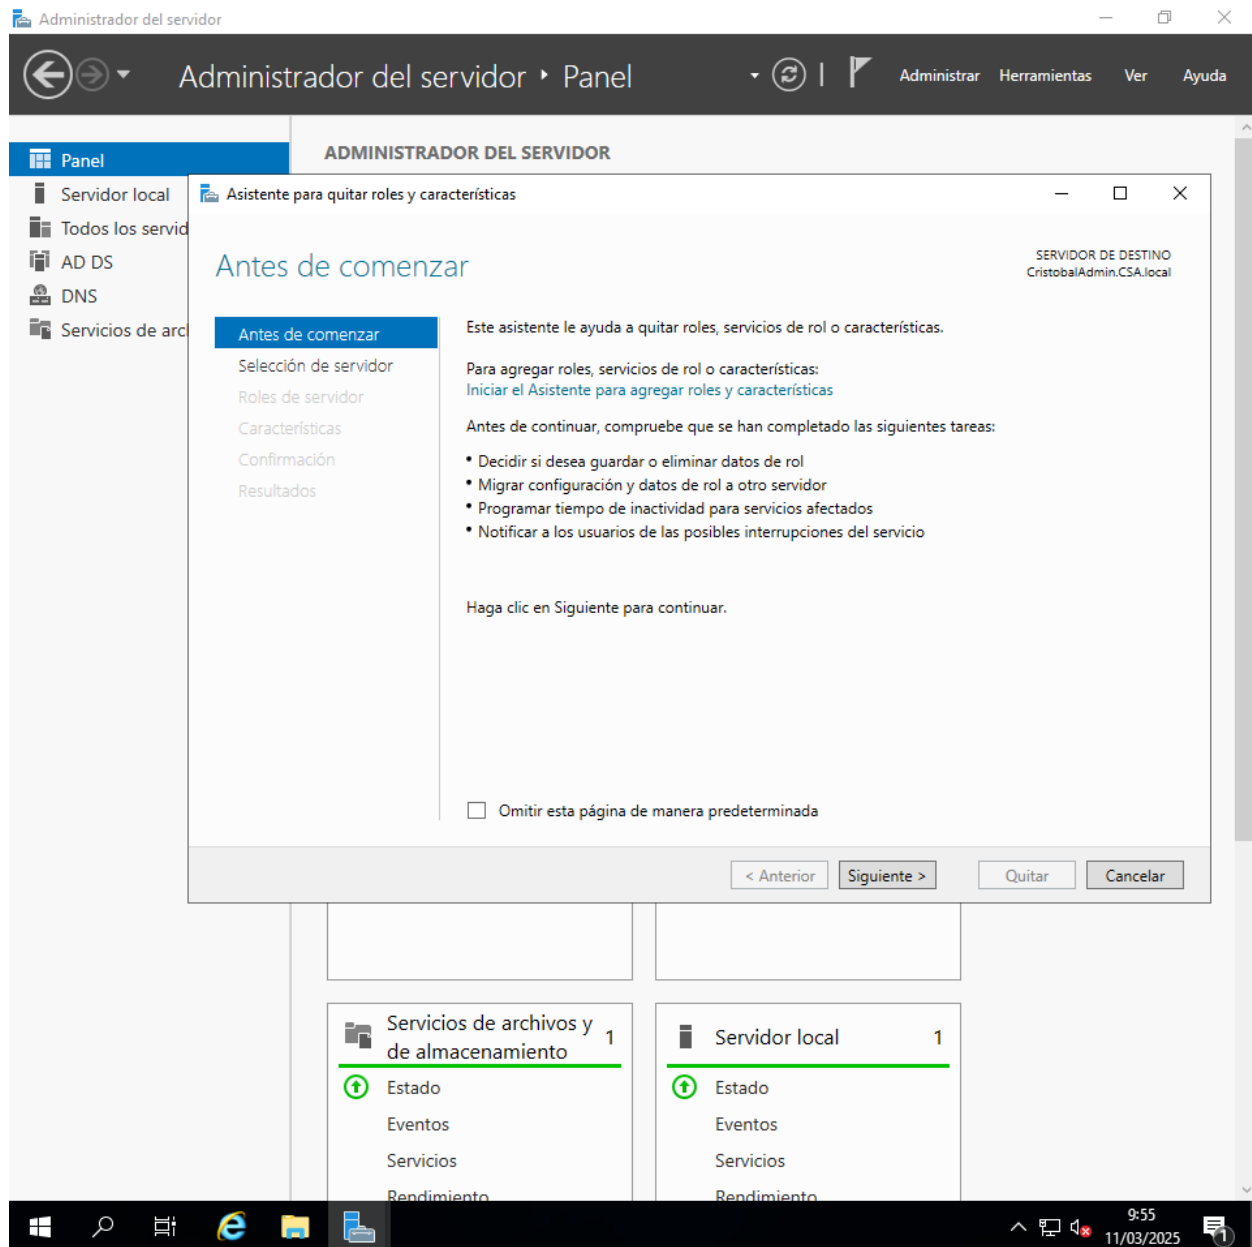 Administrador del servidor
Administrador del servidor ‣ Panel
Administrar Herramientas Ver Ayuda
Panel
Servidor local
Todos los servid
AD DS
DNS
Servicios de arc
ADMINISTRADOR DEL SERVIDOR
Asistente para quitar roles y características
Antes de comenzar
SERVIDOR DE DESTINO
CristobalAdmin.CSA.local
Antes de comenzar
Selección de servidor
Roles de servidor
Características
Confirmación
Resultados
Este asistente le ayuda a quitar roles, servicios de rol o características.
Para agregar roles, servicios de rol o características:
Iniciar el Asistente para agregar roles y características
Antes de continuar, compruebe que se han completado las siguientes tareas:
• Decidir si desea guardar o eliminar datos de rol
• Migrar configuración y datos de rol a otro servidor
• Programar tiempo de inactividad para servicios afectados
• Notificar a los usuarios de las posibles interrupciones del servicio
Haga clic en Siguiente para continuar.
Omitir esta página de manera predeterminada
< Anterior Siguiente > Quitar Cancelar
Servicios de archivos y
de almacenamiento
1
Estado
Eventos
Servicios
Rendimiento
Servidor local 1
Estado
Eventos
Servicios
Rendimiento
9:55
11/03/2025
1